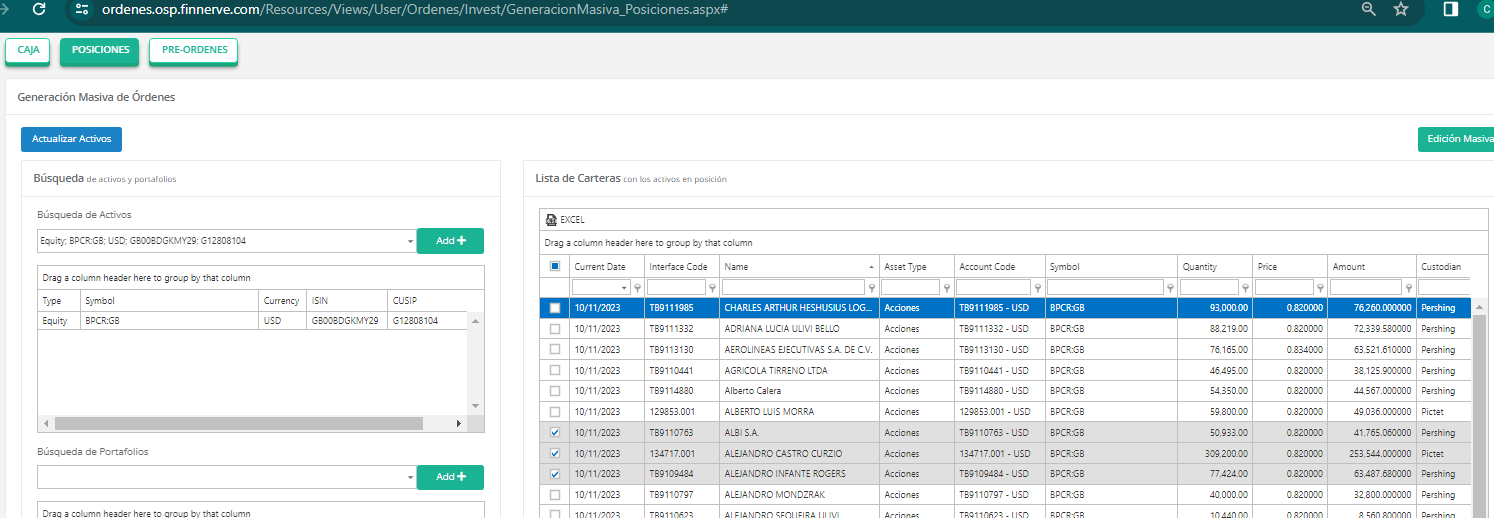 ordenes.osp.finnerve.com/Resources/Views/User/Ordenes/Invest/GeneracionMasiva_Posiciones.aspx#
C
CAJA POSICIONES PRE-ORDENES
Generación Masiva de Órdenes
Actualizar Activos Edición Masiva
Búsqueda de activos y portafolios
Lista de Carteras con los activos en posición
Búsqueda de Activos
Equity; BPCR:GB; USD; GB00BDGKMY29; G12808104 Add +
Drag a column header here to group by that column
Type Symbol Currency ISIN CUSIP
Equity BPCR:GB USD GB00BDGKMY29 G12808104
Búsqueda de Portafolios
Add +
Drag a column header here to group by that column
EXCEL
Drag a column header here to group by that column
Current Date Interface Code Name Asset Type Account Code Symbol Quantity Price Amount Custodian
10/11/2023 TB9111985 CHARLES ARTHUR HESHUSIUS LOG... Acciones TB9111985 - USD BPCR:GB 93,000.00 0.820000 76,260.000000 Pershing
10/11/2023 TB9111332 ADRIANA LUCIA ULIVI BELLO Acciones TB9111332 - USD BPCR:GB 88,219.00 0.820000 72,339.580000 Pershing
10/11/2023 TB9113130 AEROLINEAS EJECUTIVAS S.A. DE C.V. Acciones TB9113130 - USD BPCR:GB 76,165.00 0.834000 63,521.610000 Pershing
10/11/2023 TB9110441 AGRICOLA TIRRENO LTDA Acciones TB9110441 - USD BPCR:GB 46,495.00 0.820000 38,125.900000 Pershing
10/11/2023 TB9114880 Alberto Calera Acciones TB9114880 - USD BPCR:GB 54,350.00 0.820000 44,567.000000 Pershing
10/11/2023 129853.001 ALBERTO LUIS MORRA Acciones 129853.001 - USD BPCR:GB 59,800.00 0.820000 49,036.000000 Pictet
10/11/2023 TB9110763 ALBI S.A. Acciones TB9110763 - USD BPCR:GB 50,933.00 0.820000 41,765.060000 Pershing
10/11/2023 134717.001 ALEJANDRO CASTRO CURZIO Acciones 134717.001 - USD BPCR:GB 309,200.00 0.820000 253,544.000000 Pictet
10/11/2023 TB9109484 ALEJANDRO INFANTE ROGERS Acciones TB9109484 - USD BPCR:GB 77,424.00 0.820000 63,487.680000 Pershing
10/11/2023 TB9110797 ALEJANDRO MONDZRAK Acciones TB9110797 - USD BPCR:GB 40,000.00 0.820000 32,800.000000 Pershing
10/11/2023 TB9110623 ALEJANDRO SEQUEIRA ULIVI Acciones TB9110623 - USD BPCR:GB 10,440.00 0.820000 8,560.800000 Pershing